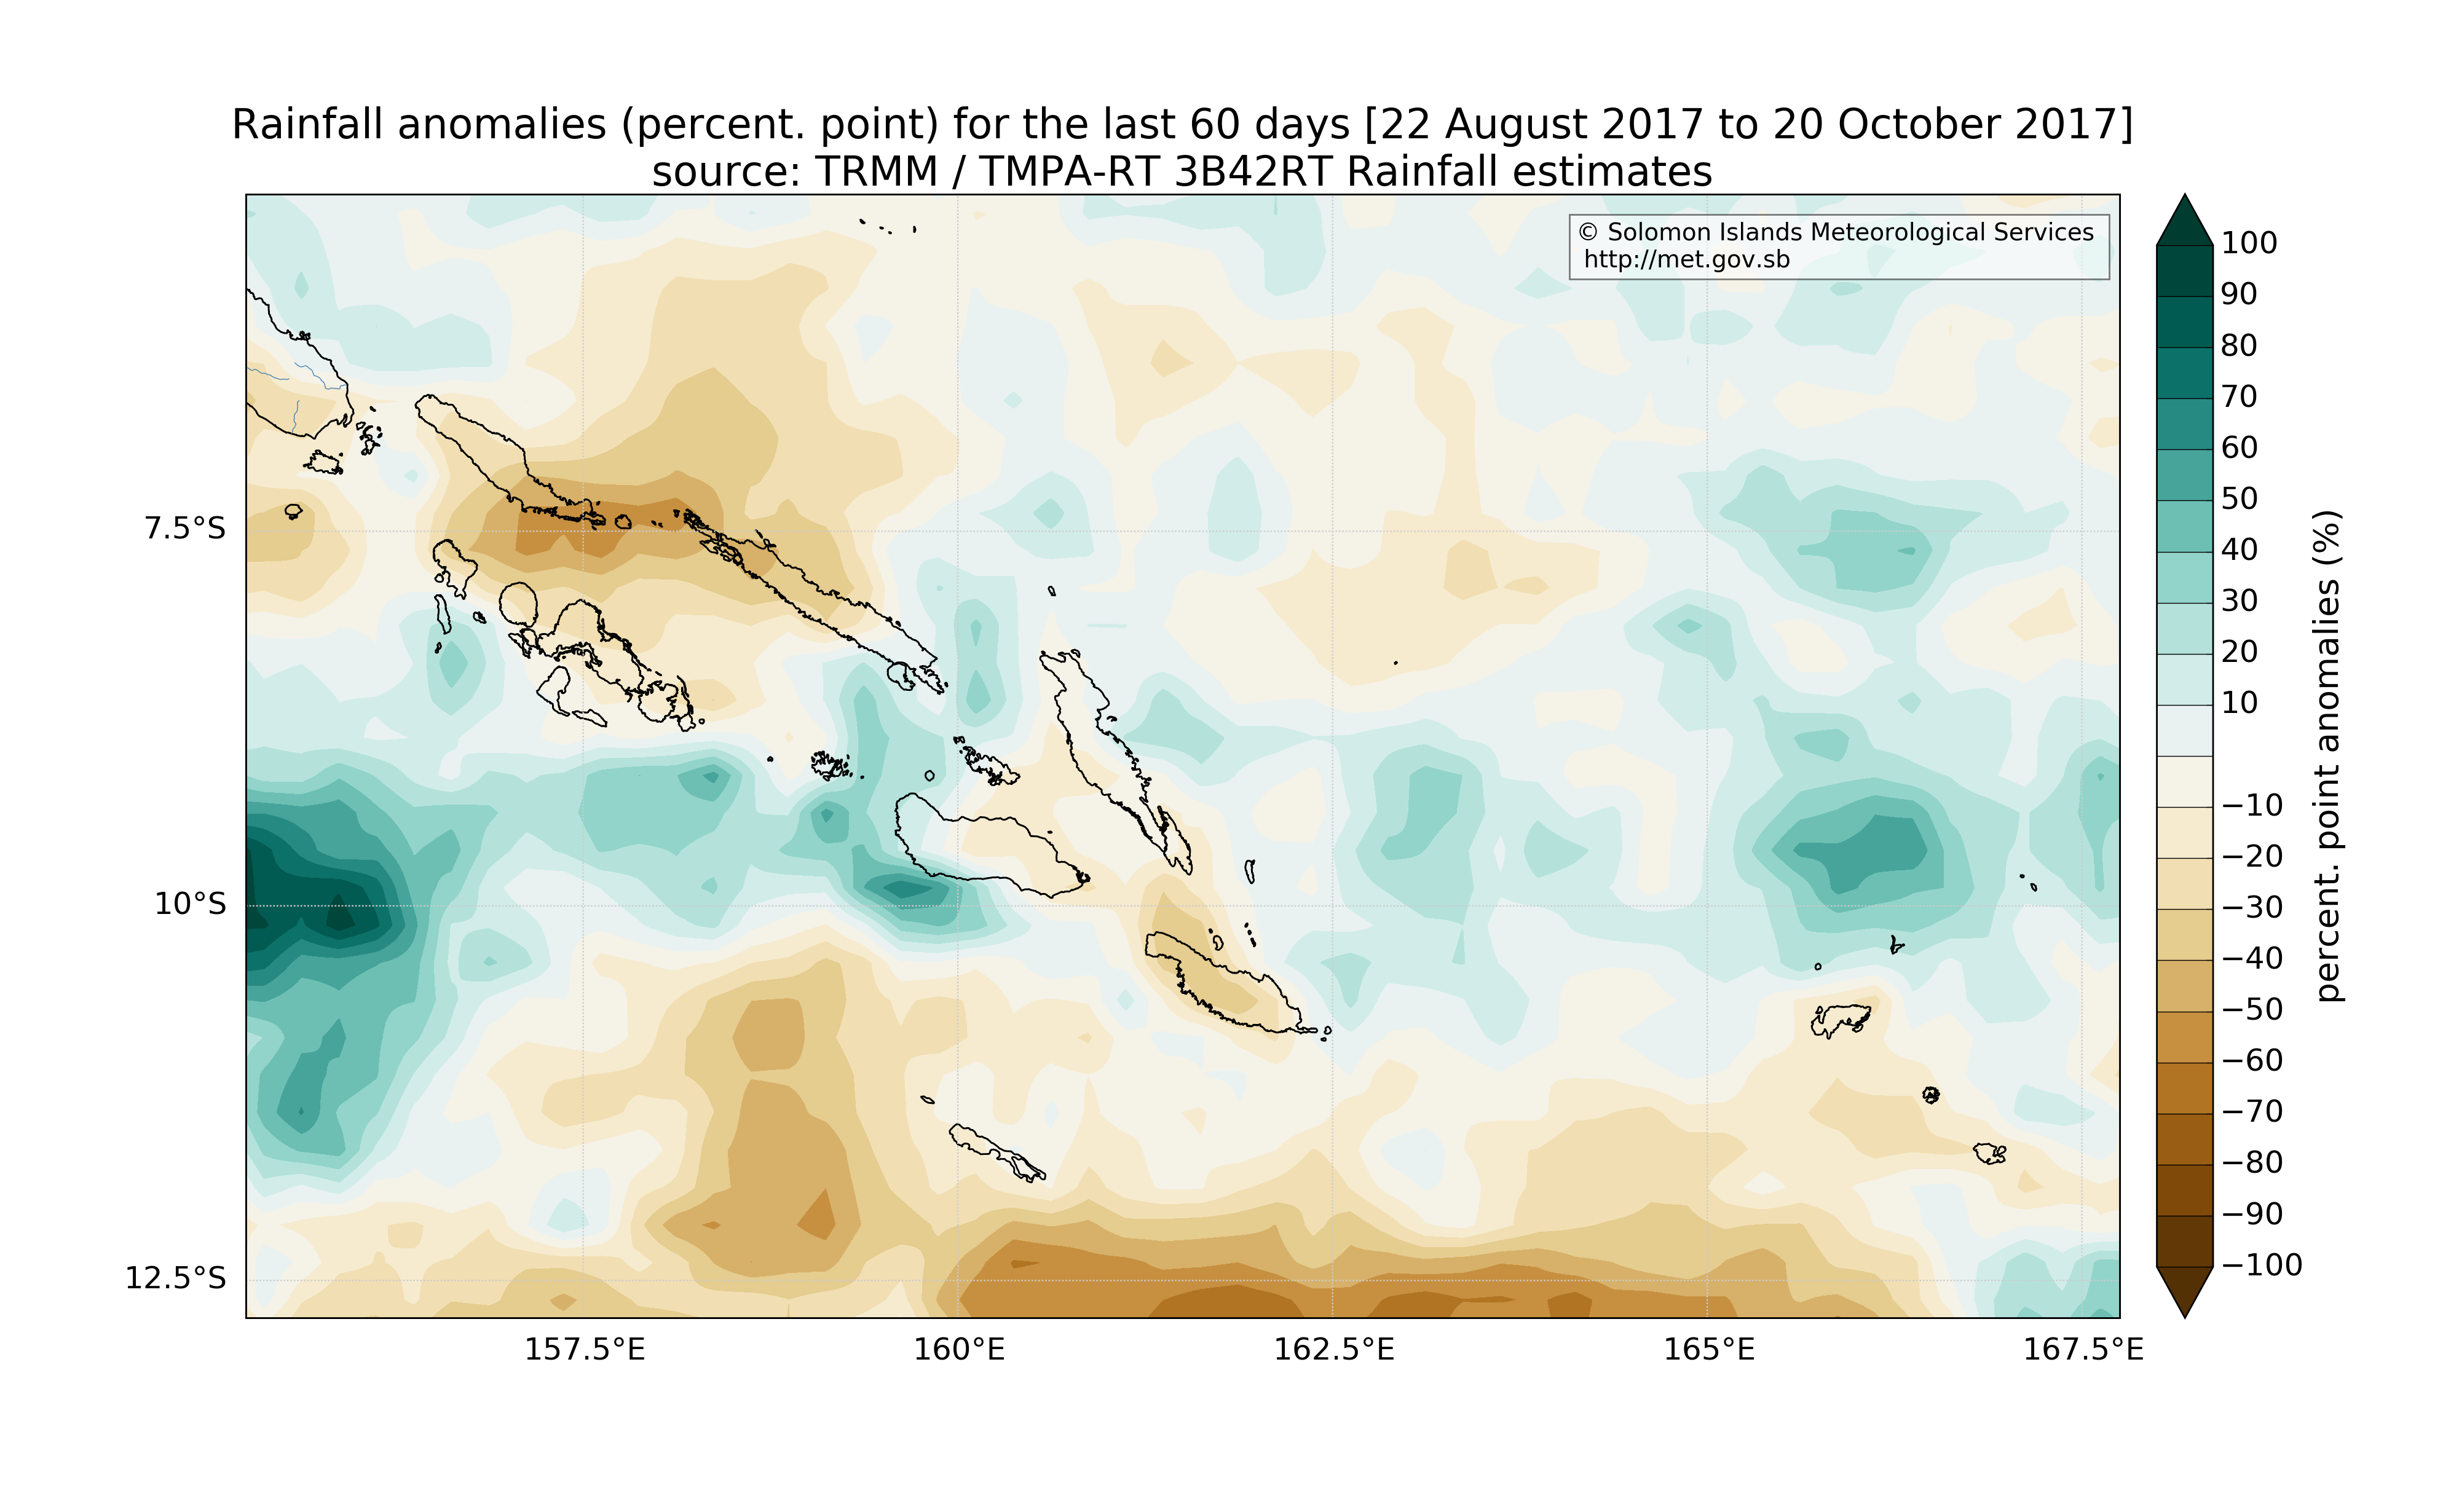 Rainfall anomalies (percent. point) for the last 60 days [22 August 2017 to 20 October 2017]
source: TRMM / TMPA-RT 3B42RT Rainfall estimates
© Solomon Islands Meteorological Services
http://met.gov.sb
7.5°S
10°S
12.5°S
157.5°E
160°E
162.5°E
165°E
167.5°E
100
90
80
70
60
50
40
30
20
10
−10
−20
−30
−40
−50
−60
−70
−80
−90
−100
percent. point anomalies (%)